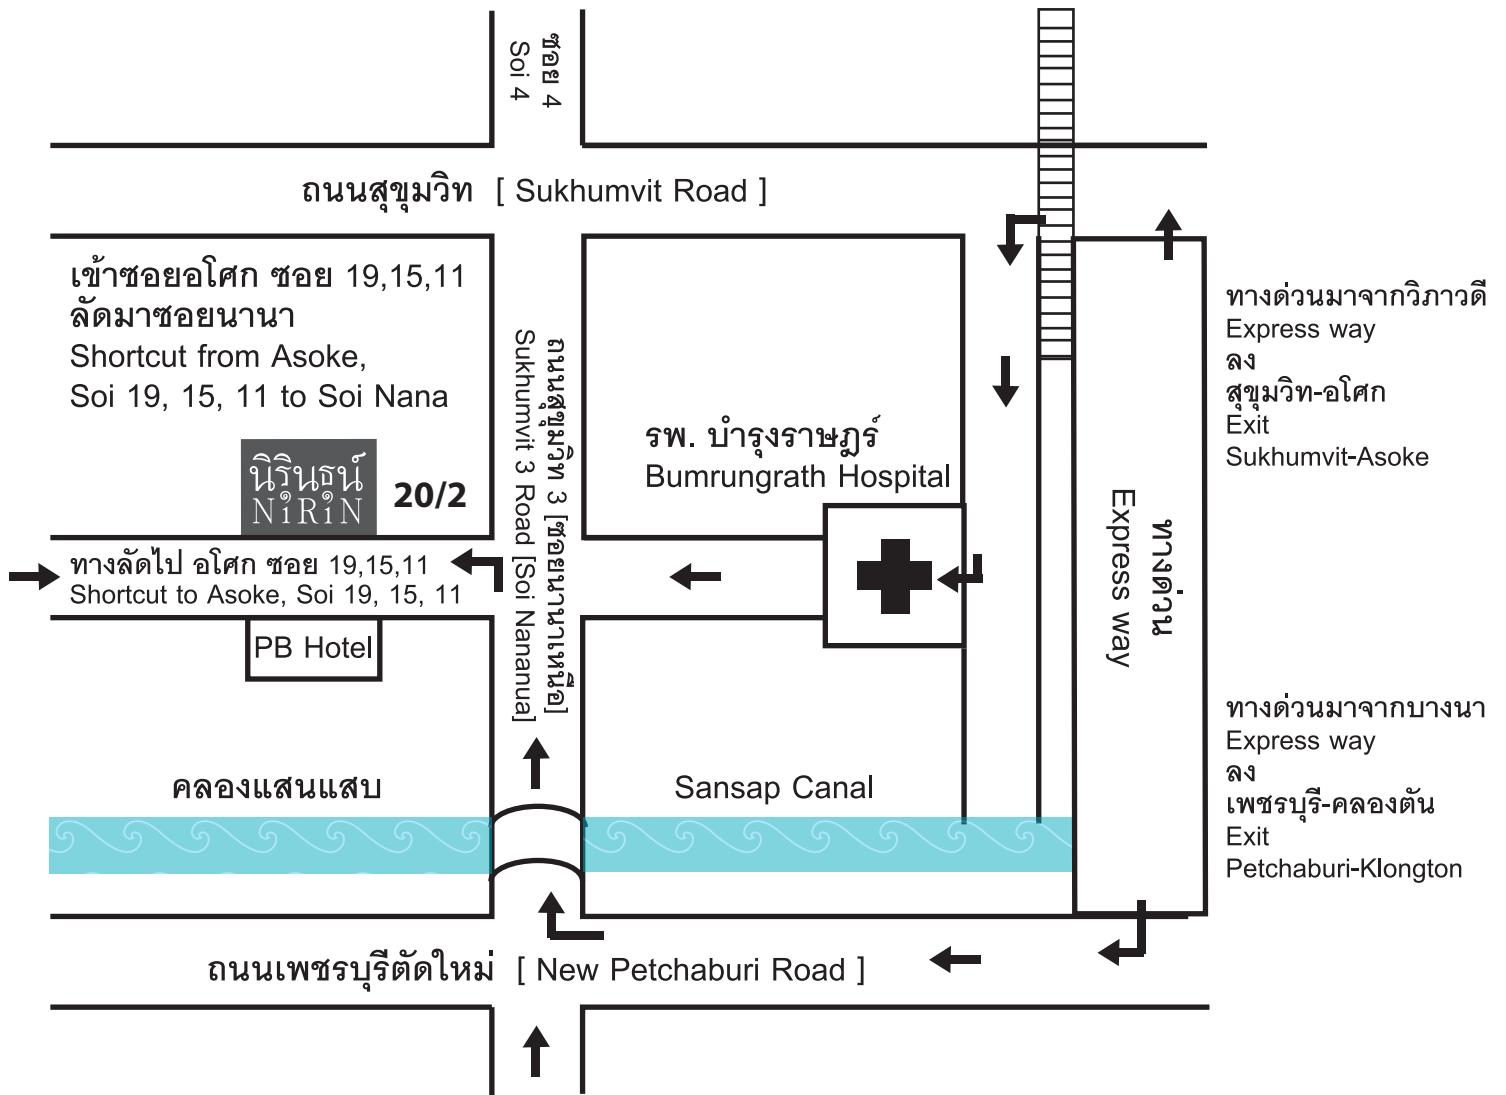 ซอย 4
Soi 4
ถนนสุขุมวิท [ Sukhumvit Road ]
เข้าซอยอโศก ซอย 19,15,11
ลัดมาซอยนานา
Shortcut from Asoke,
Soi 19, 15, 11 to Soi Nana
นิรินธน์
NiRiN
20/2
ทางลัดไป อโศก ซอย 19,15,11
Shortcut to Asoke, Soi 19, 15, 11
PB Hotel
ถนนสุขุมวิท 3 [ซอยนานาเหนือ]
Sukhumvit 3 Road [Soi Nananua]
รพ. บำรุงราษฎร์
Bumrungrath Hospital
ทางด่วน
Express way
ทางด่วนมาจากวิภาวดี
Express way
ลง
สุขุมวิท-อโศก
Exit
Sukhumvit-Asoke
ทางด่วนมาจากบางนา
Express way
ลง
เพชรบุรี-คลองตัน
Exit
Petchaburi-Klongton
คลองแสนแสบ
Sansap Canal
ถนนเพชรบุรีตัดใหม่ [ New Petchaburi Road ]